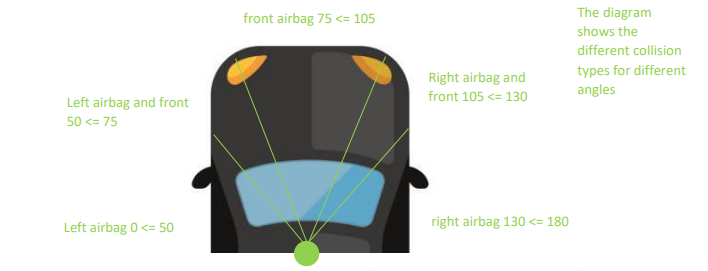 front airbag 75 <= 105
The diagram
shows the
different collision
types for different
angles
Right airbag and
front 105 <= 130
Left airbag and front
50 <= 75
Left airbag 0 <= 50
right airbag 130 <= 180